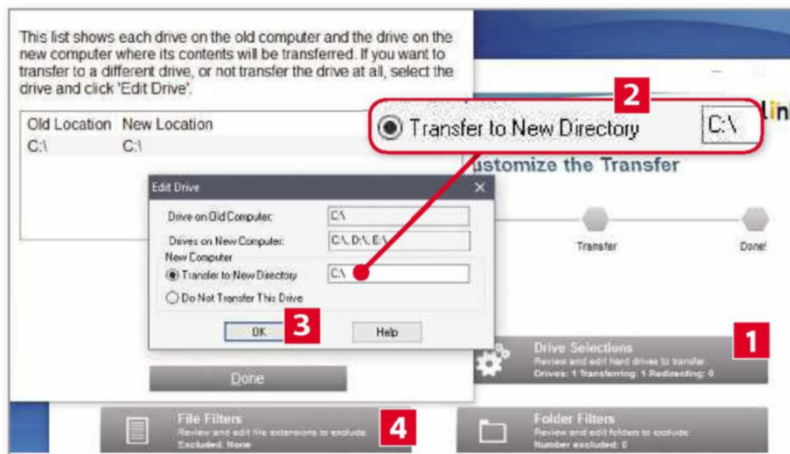 This list shows each drive on the old computer and the drive on the
new computer where its contents will be transferred. If you want to
transfer to a different drive, or not transfer the drive at all, select the
drive and click 'Edit Drive'.
Old Location New Location
C:\ C:\
2
Transfer to New Directory C:\
ustomize the Transfer
Edit Drive
Drive on Old Computer: C:\
Drives on New Computer: C:\, D:\, E:\
New Computer
Transfer to New Directory C:\
Do Not Transfer This Drive
OK 3 Help
Transfer Done!
Done
Drive Selections 1
Review and edit hard drives to transfer.
Drives: 1 Transferring: 1 Redirecting: 0
File Filters 4
Review and edit file extensions to exclude.
Excluded: None
Folder Filters
Review and edit folders to exclude.
Number excluded: 0